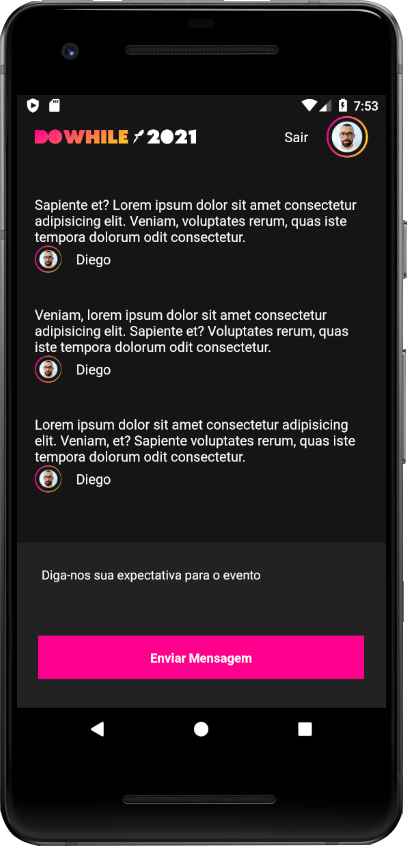 7:53
DOWHILE 2021
Sair
Sapiente et? Lorem ipsum dolor sit amet consectetur
adipisicing elit. Veniam, voluptates rerum, quas iste
tempora dolorum odit consectetur.
Diego
Veniam, lorem ipsum dolor sit amet consectetur
adipisicing elit. Sapiente et? Voluptates rerum, quas
iste tempora dolorum odit consectetur.
Diego
Lorem ipsum dolor sit amet consectetur adipisicing
elit. Veniam, et? Sapiente voluptates rerum, quas iste
tempora dolorum odit consectetur.
Diego
Diga-nos sua expectativa para o evento
Enviar Mensagem